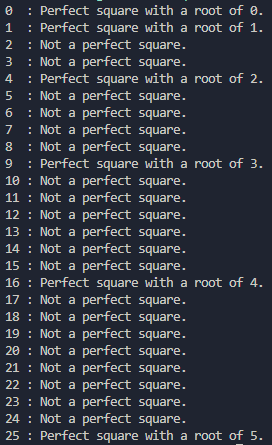 0  : Perfect square with a root of 0.
1  : Perfect square with a root of 1.
2  : Not a perfect square.
3  : Not a perfect square.
4  : Perfect square with a root of 2.
5  : Not a perfect square.
6  : Not a perfect square.
7  : Not a perfect square.
8  : Not a perfect square.
9  : Perfect square with a root of 3.
10 : Not a perfect square.
11 : Not a perfect square.
12 : Not a perfect square.
13 : Not a perfect square.
14 : Not a perfect square.
15 : Not a perfect square.
16 : Perfect square with a root of 4.
17 : Not a perfect square.
18 : Not a perfect square.
19 : Not a perfect square.
20 : Not a perfect square.
21 : Not a perfect square.
22 : Not a perfect square.
23 : Not a perfect square.
24 : Not a perfect square.
25 : Perfect square with a root of 5.